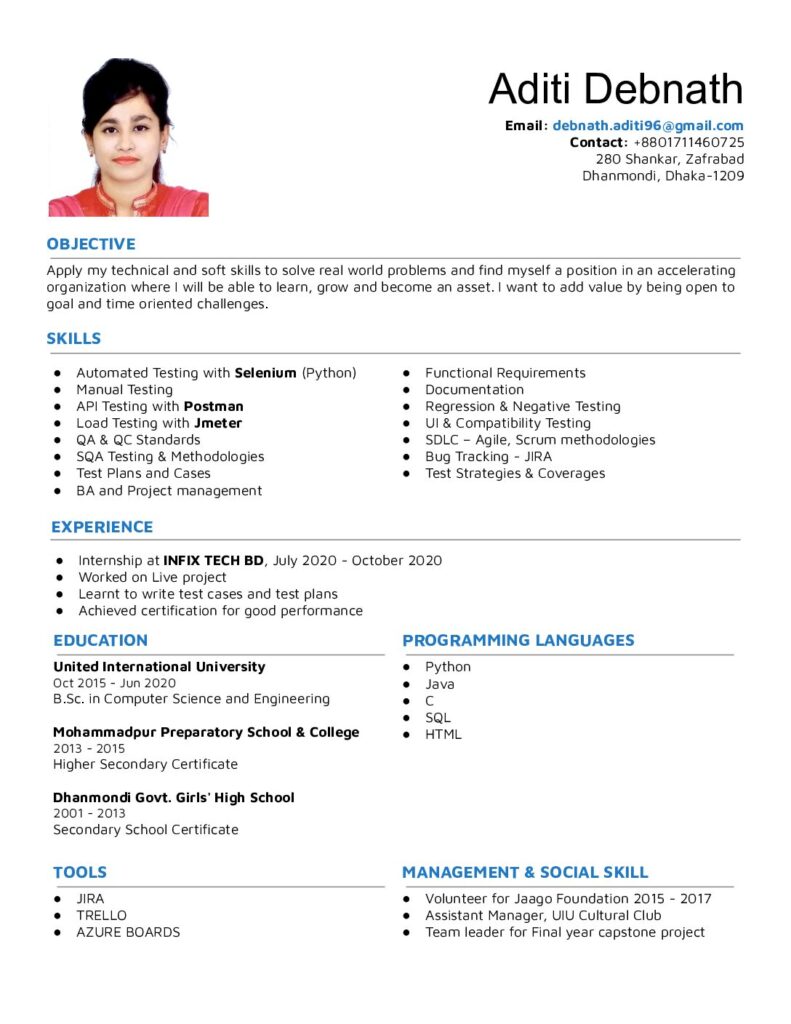 Aditi Debnath
Email: debnath.aditi96@gmail.com
Contact: +8801711460725
280 Shankar, Zafrabad
Dhanmondi, Dhaka-1209
OBJECTIVE
Apply my technical and soft skills to solve real world problems and find myself a position in an accelerating
organization where I will be able to learn, grow and become an asset. I want to add value by being open to
goal and time oriented challenges.
SKILLS
● Automated Testing with Selenium (Python)
● Manual Testing
● API Testing with Postman
● Load Testing with Jmeter
● QA & QC Standards
● SQA Testing & Methodologies
● Test Plans and Cases
● BA and Project management
● Functional Requirements
● Documentation
● Regression & Negative Testing
● UI & Compatibility Testing
● SDLC – Agile, Scrum methodologies
● Bug Tracking - JIRA
● Test Strategies & Coverages
EXPERIENCE
● Internship at INFIX TECH BD, July 2020 - October 2020
● Worked on Live project
● Learnt to write test cases and test plans
● Achieved certification for good performance
EDUCATION
United International University
Oct 2015 - Jun 2020
B.Sc. in Computer Science and Engineering
Mohammadpur Preparatory School & College
2013 - 2015
Higher Secondary Certificate
Dhanmondi Govt. Girls' High School
2001 - 2013
Secondary School Certificate
PROGRAMMING LANGUAGES
● Python
● Java
● C
● SQL
● HTML
TOOLS
● JIRA
● TRELLO
● AZURE BOARDS
MANAGEMENT & SOCIAL SKILL
● Volunteer for Jaago Foundation 2015 - 2017
● Assistant Manager, UIU Cultural Club
● Team leader for Final year capstone project